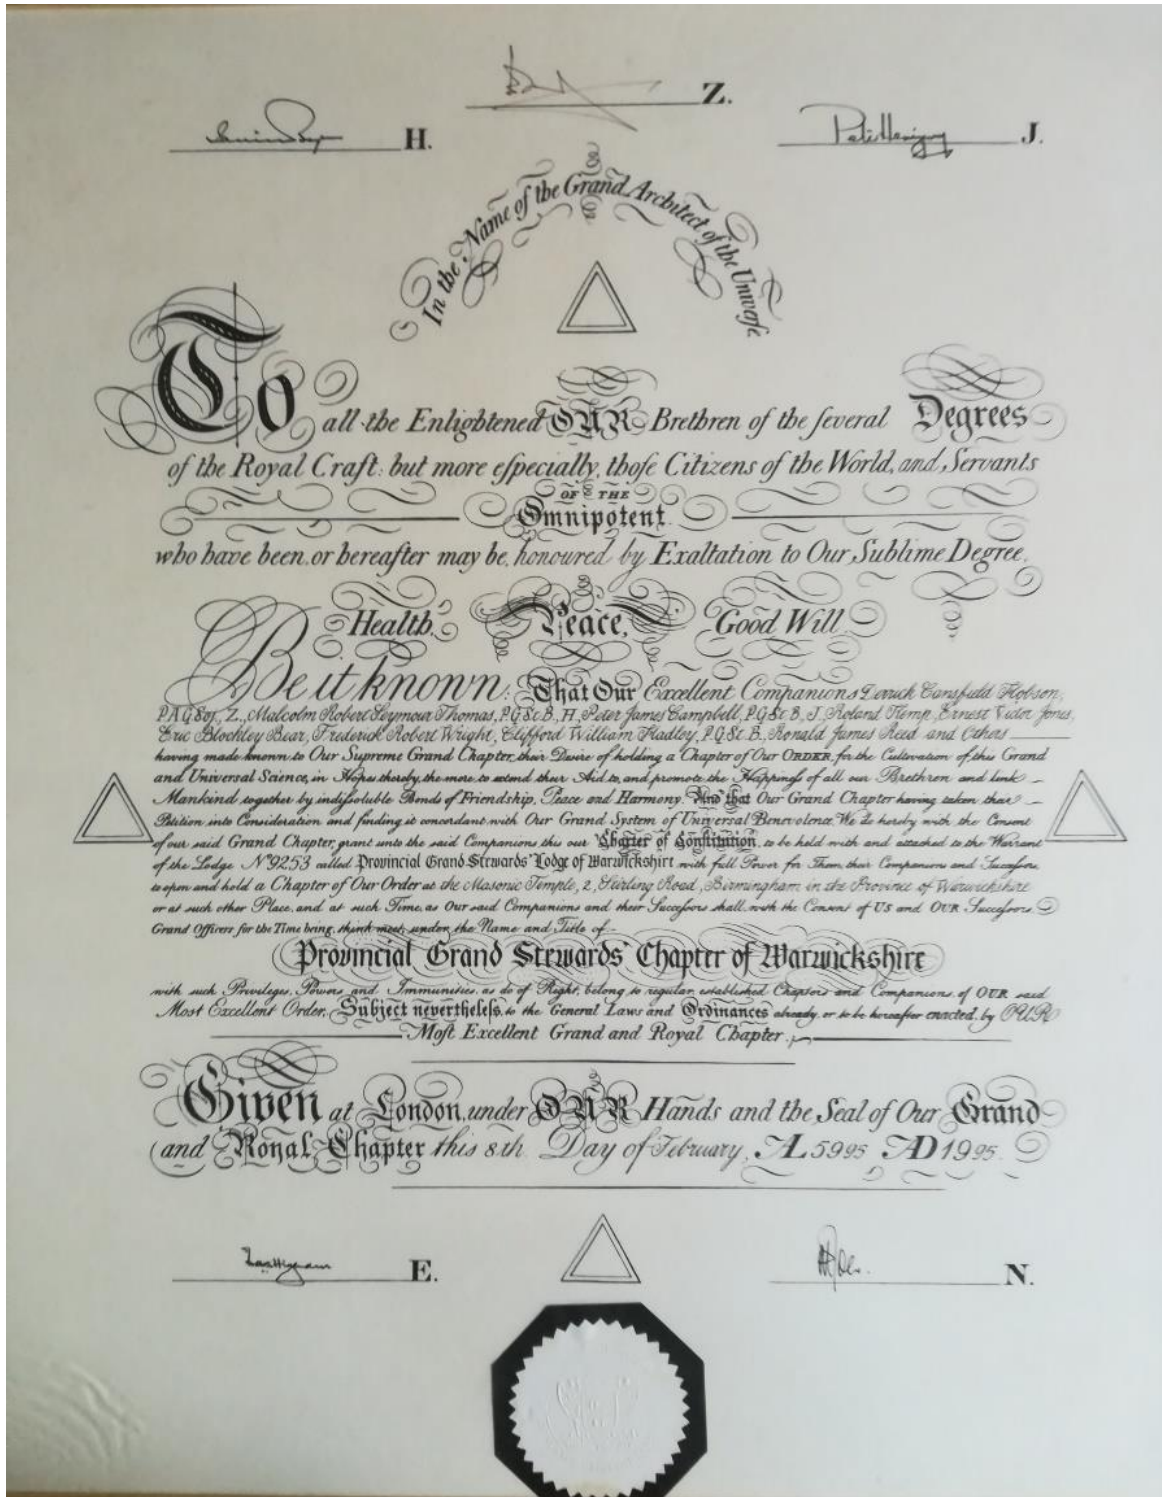 Z.
H.
J.
In the Name of the Grand Architect of the Universe
To all the Enlightened OUR Brethren of the ſeveral Degrees
of the Royal Craft: but more eſpecially, thoſe Citizens of the World, and Servants
OF THE
Omnipotent
who have been or hereafter may be, honoured by Exaltation to Our Sublime Degree,
Health, Peace, Good Will
Be it known: That Our Excellent Companions Derrick Cansfield Hobson,
P.A.G.Soj., Z., Malcolm Robert Seymour Thomas, P.G.St.B., H., Peter James Campbell, P.G.St.B., J., Roland Hemp, Ernest Victor Jones,
Eric Blockley Bear, Frederick Robert Wright, Clifford William Hadley, P.G.St.B., Ronald James Reed and Others
having made known to Our Supreme Grand Chapter, their Desire of holding a Chapter of Our ORDER, for the Cultivation of this Grand
and Universal Science, in Hopes thereby the more to extend their Aid to, and promote the Happineſs of all our Brethren and link
Mankind together by indiſsoluble Bonds of Friendship, Peace and Harmony. And that Our Grand Chapter having taken their
Petition into Consideration and finding it concordant with Our Grand System of Universal Benevolence, We do hereby with the Consent
of our said Grand Chapter, grant unto the said Companions this our Charter of Constitution, to be held with and attached to the Warrant
of the Lodge Nº 9253 called Provincial Grand Stewards' Lodge of Warwickshire with full Power for Them, their Companions and Succeſsors
to open and hold a Chapter of Our Order at the Masonic Temple, 2, Stirling Road, Birmingham in the Province of Warwickshire
or at such other Place, and at such Time, as Our said Companions and their Succeſsors shall, with the Consent of US and OUR Succeſsors
Grand Officers for the Time being, think meet, under the Name and Title of
Provincial Grand Stewards' Chapter of Warwickshire
with such Privileges, Powers and Immunities, as do of Right, belong to regular established Chapters and Companions, of OUR said
Most Excellent Order, Subject nevertheleſs, to the General Laws and Ordinances already, or to be hereafter enacted, by OUR
Moſt Excellent Grand and Royal Chapter.
Given at London, under OUR Hands and the Seal of Our Grand
and Royal Chapter this 8th Day of February, AL 5995 AD 1995.
E.
N.